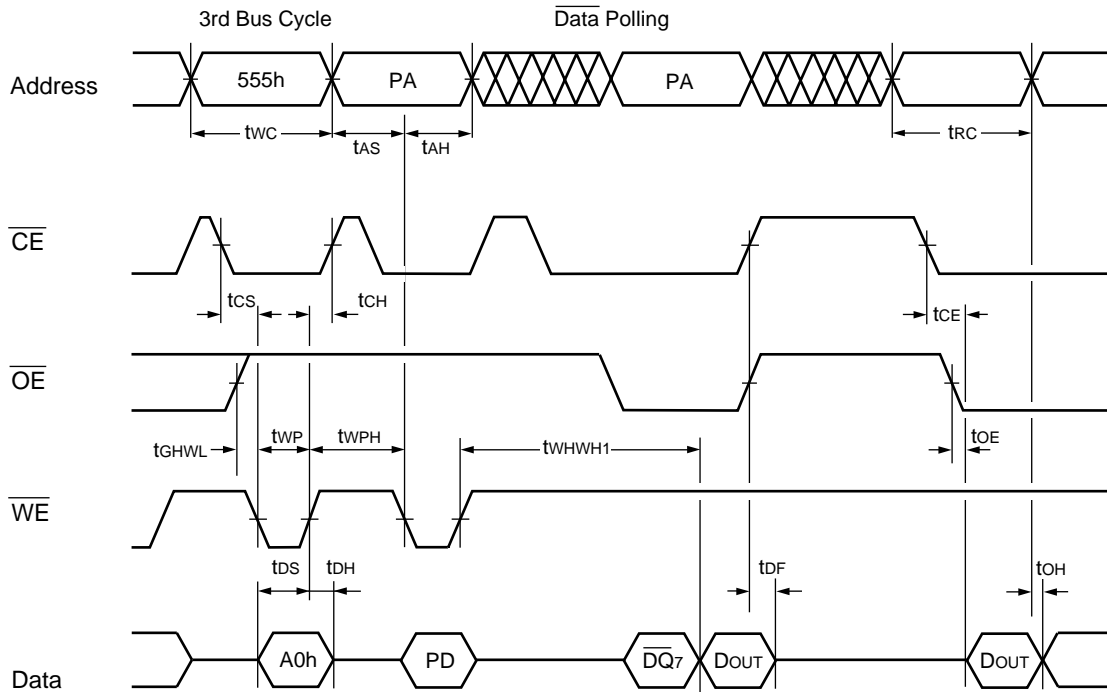 3rd Bus Cycle
Data Polling
Address
555h
PA
PA
tWC
tAS
tAH
tRC
CE
tCS
tCH
tCE
OE
tGHWL
tWP
tWPH
tWHWH1
tOE
WE
tDS
tDH
tDF
tOH
Data
A0h
PD
DQ7
DOUT
DOUT